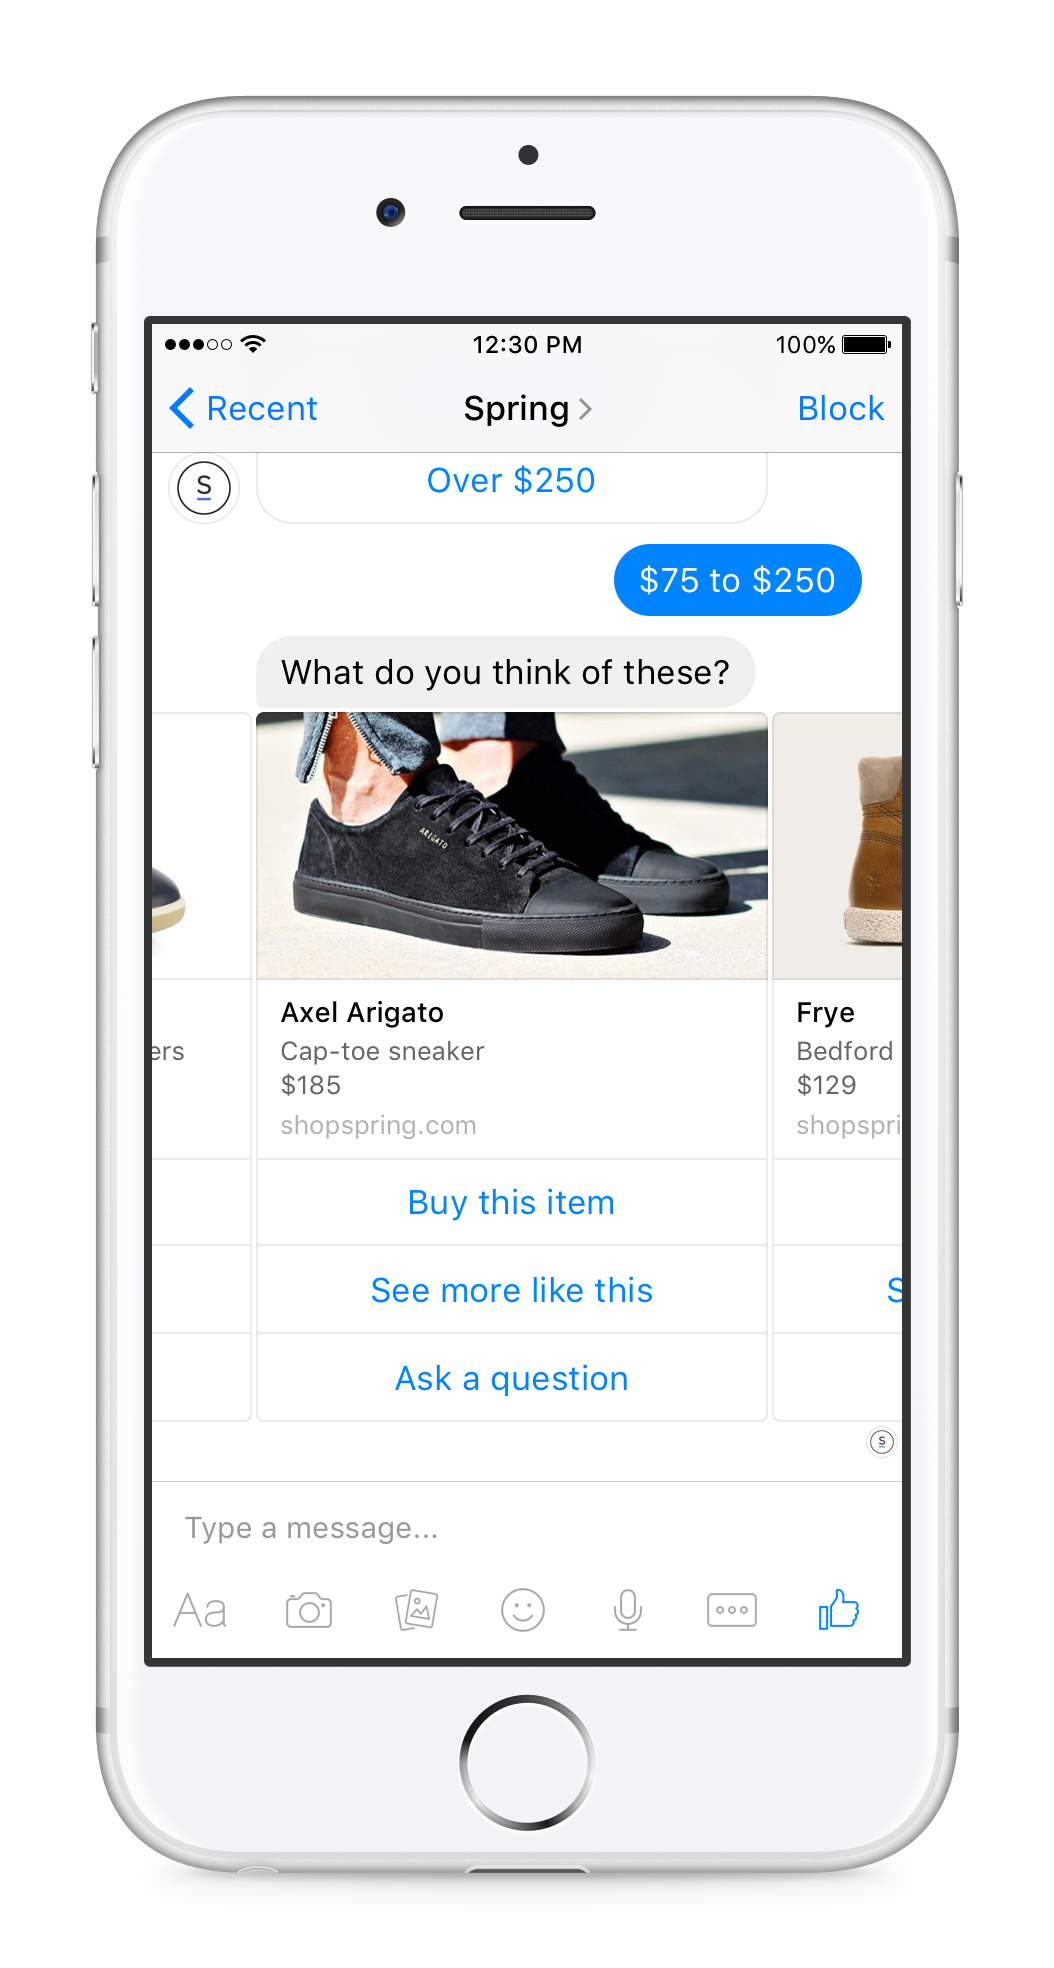 12:30 PM
100%
Recent
Spring
Block
S
Over $250
$75 to $250
What do you think of these?
ARIGATO
ers
Axel Arigato
Cap-toe sneaker
$185
shopspring.com
Frye
Bedford
$129
shopspri
Buy this item
See more like this
S
Ask a question
S
Type a message...
Aa